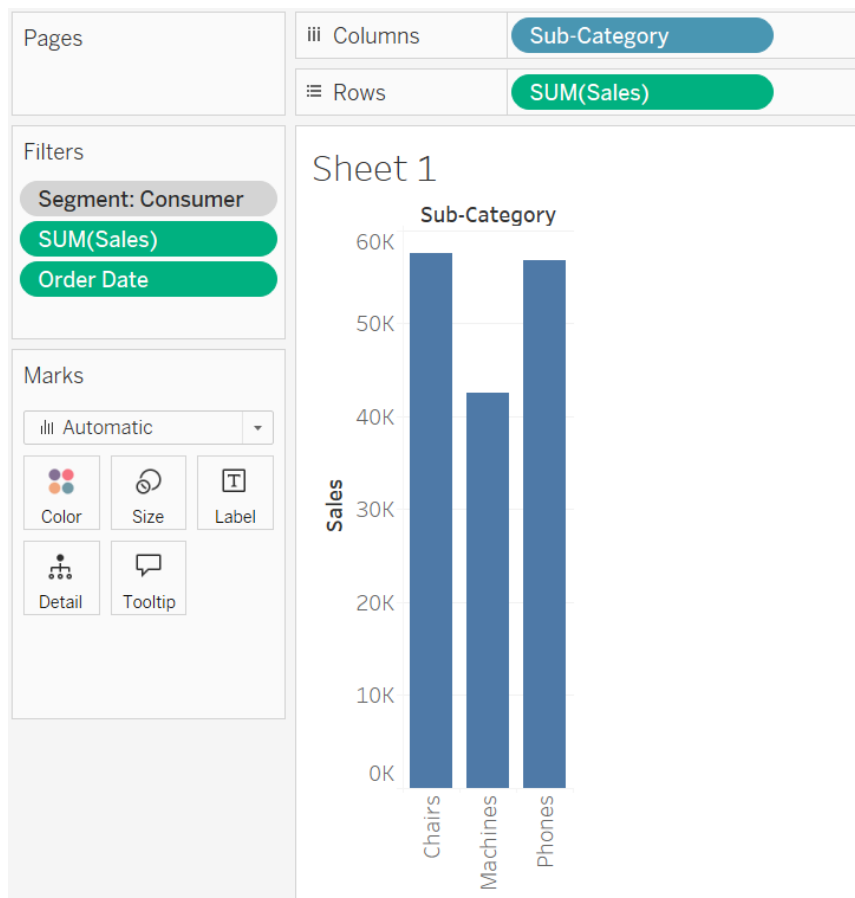 Pages
Columns
Sub-Category
Rows
SUM(Sales)
Filters
Segment: Consumer
SUM(Sales)
Order Date
Marks
Automatic
Color
Size
Label
Detail
Tooltip
Sheet 1
Sub-Category
60K
50K
40K
30K
20K
10K
0K
Sales
Chairs
Machines
Phones